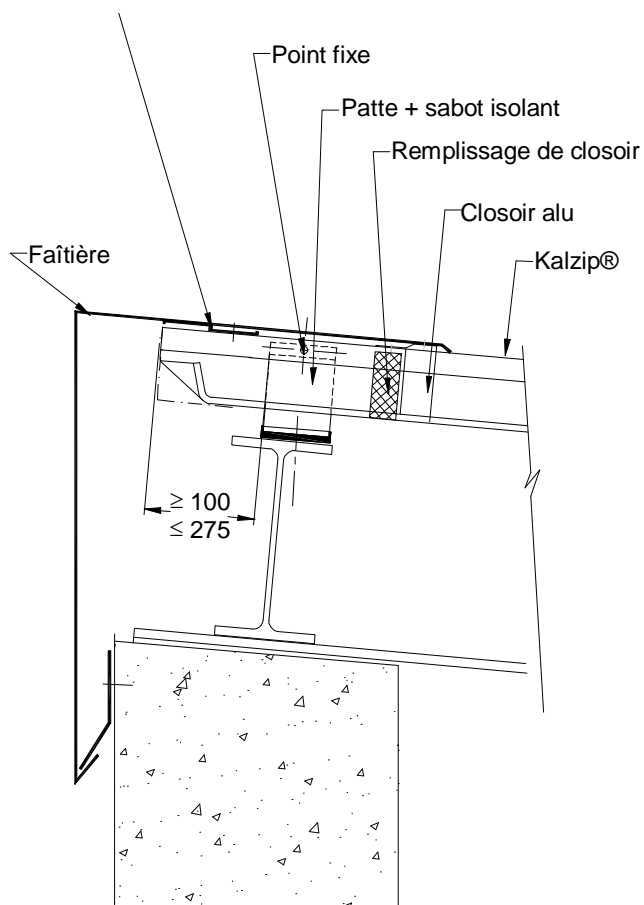 Point fixe
Patte + sabot isolant
Remplissage de closoir
Closoir alu
Faîtière
Kalzip®
≥ 100
≤ 275